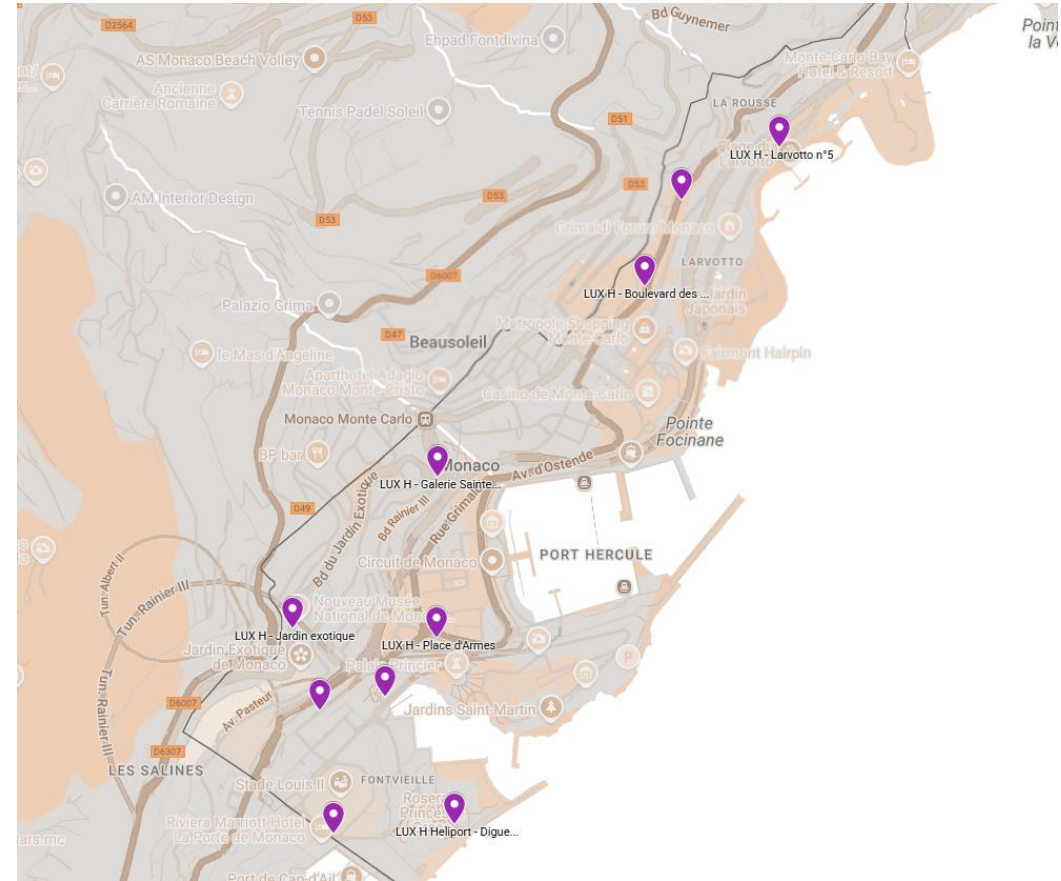 D2564
D53
Bd Guynemer
Ehpad Fontdivina
AS Monaco Beach Volley
Monte-Carlo Bay
Hotel & Resort
Ancienne
Carrière Romaine
Tennis Padel Soleil
LA ROUSSE
D51
LUX H - Larvotto n°5
AM Interior Design
D53
D53
D53
Grimaldi Forum Monaco
LARVOTTO
D6007
LUX H - Boulevard des ...
Jardin
Japonais
Palazio Grima
Metropole Shopping
Monte-Carlo
D47
Beausoleil
le Mas d'Angeline
Fairmont Hairpin
Aparthotel Adagio
Monaco Monte-Cristo
Casino de Monte-Carlo
Monaco Monte Carlo
Pointe
Focinane
BP bar
Monaco
Av. d'Ostende
LUX H - Galerie Sainte...
D49
Bd du Jardin Exotique
Bd Rainier III
Rue Grimaldi
PORT HERCULE
Circuit de Monaco
Tun. Albert II
Tun. Rainier III
Nouveau Musée
National de
LUX H - Jardin exotique
LUX H - Place d'Armes
Jardin Exotique
de Monaco
Palais Princier
D6007
Av. Pasteur
Jardins Saint-Martin
Tun. Rainier III
D6307
LES SALINES
Stade Louis II
FONTVIEILLE
LUX H Heliport - Digue...
Riviera Marriott Hotel
La Porte de Monaco
Port de Cap-d'Ail